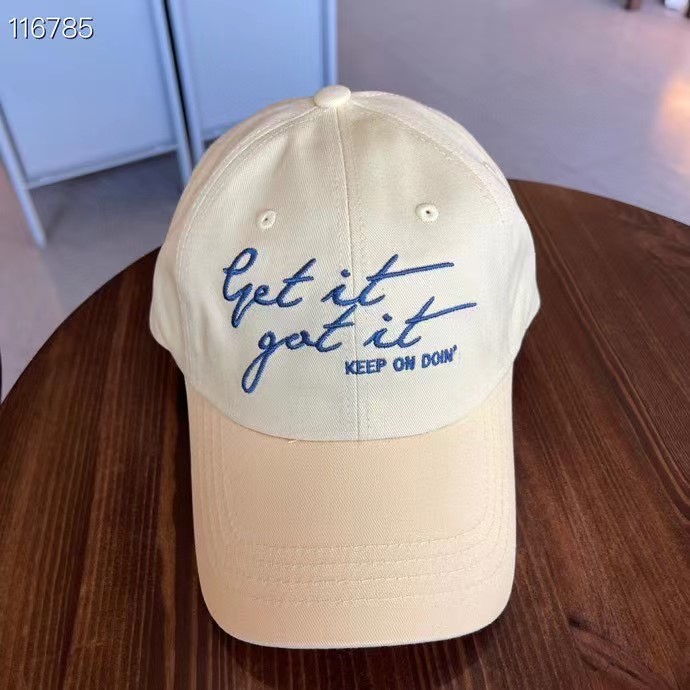 116785
Get it
got it
KEEP ON DOIN'